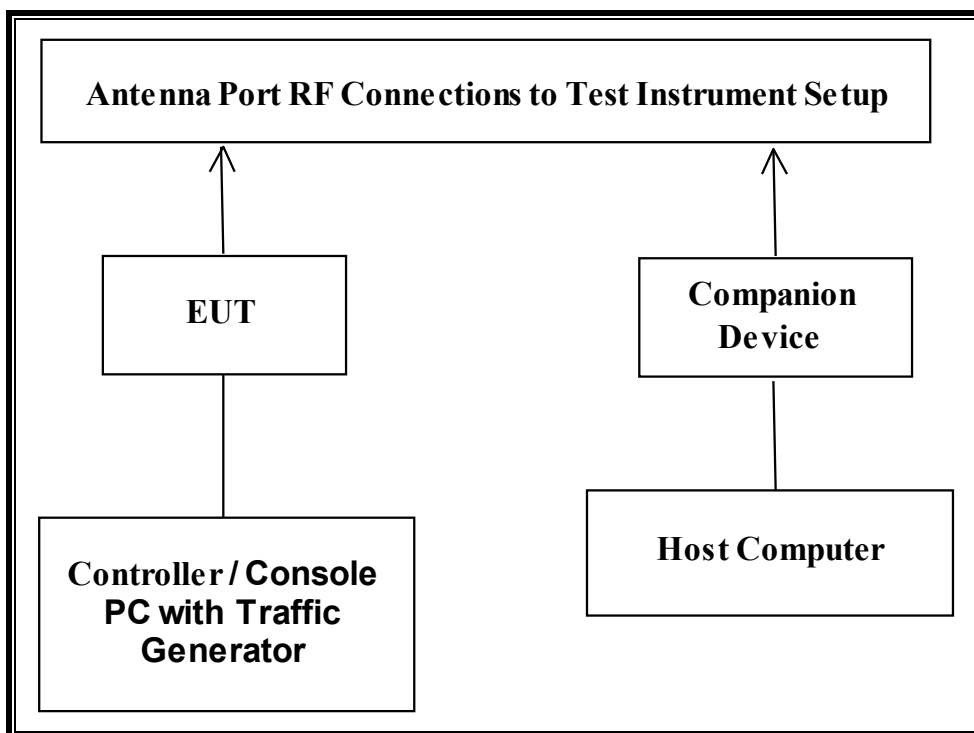 Antenna Port RF Connections to Test Instrument Setup
EUT
Companion
Device
Controller / Console
PC with Traffic
Generator
Host Computer